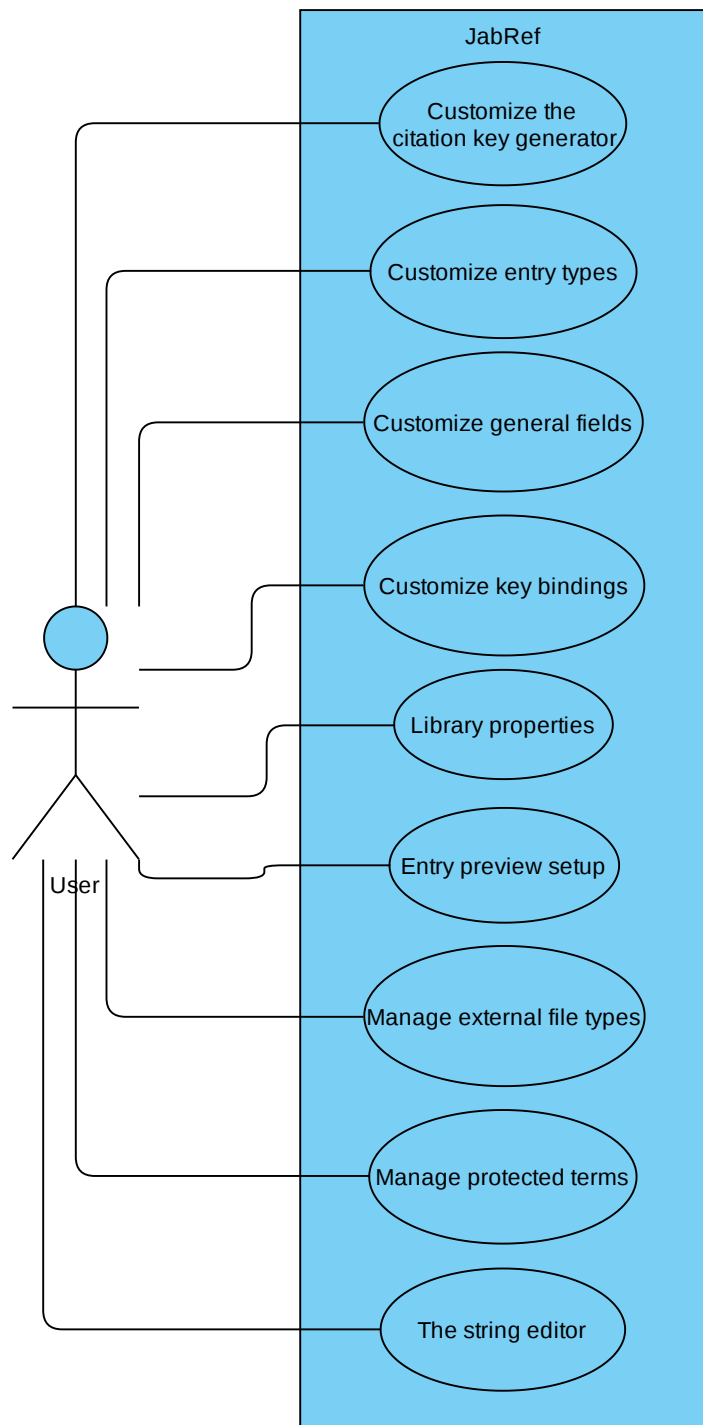 JabRef
Customize the
citation key generator
Customize entry types
Customize general fields
Customize key bindings
Library properties
Entry preview setup
User
Manage external file types
Manage protected terms
The string editor